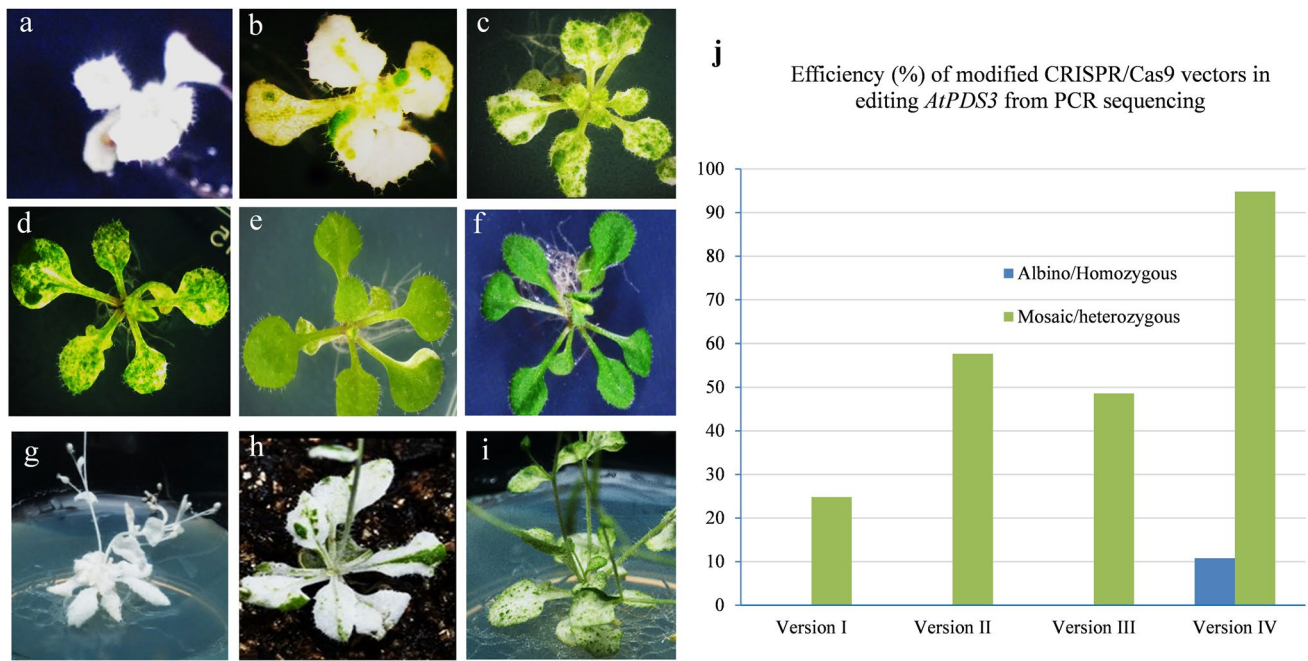 a
b
c
d
e
f
g
h
i
j
Efficiency (%) of modified CRISPR/Cas9 vectors in
editing AtPDS3 from PCR sequencing
100
90
80
70
60
50
40
30
20
10
0
Albino/Homozygous
Mosaic/heterozygous
Version I
Version II
Version III
Version IV